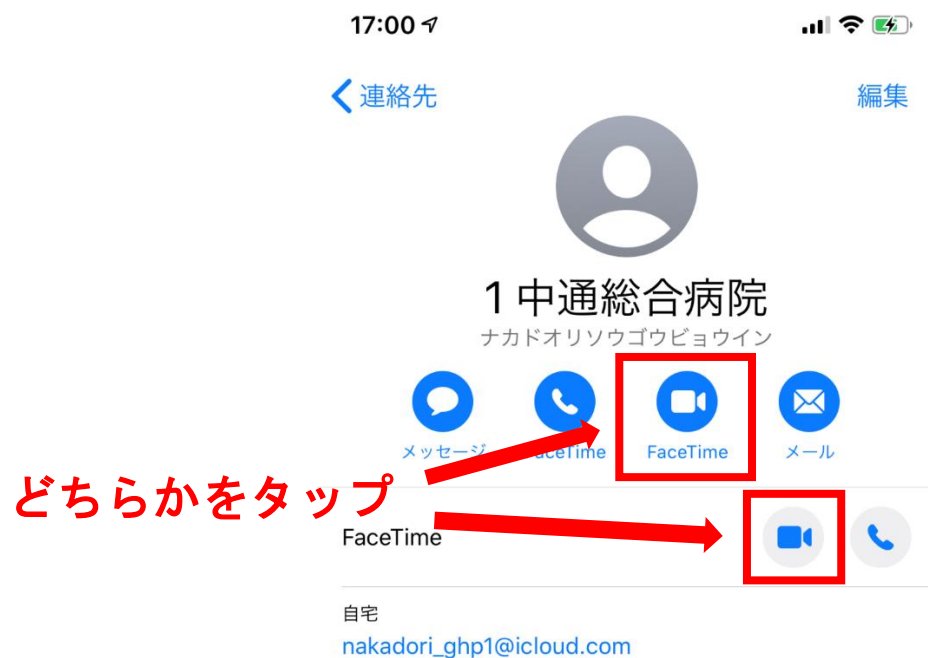 17:00
連絡先
編集
1 中通総合病院
ナカドオリソウゴウビョウイン
メッセージ
FaceTime
FaceTime
メール
どちらかをタップ
FaceTime
自宅
nakadori_ghp1@icloud.com